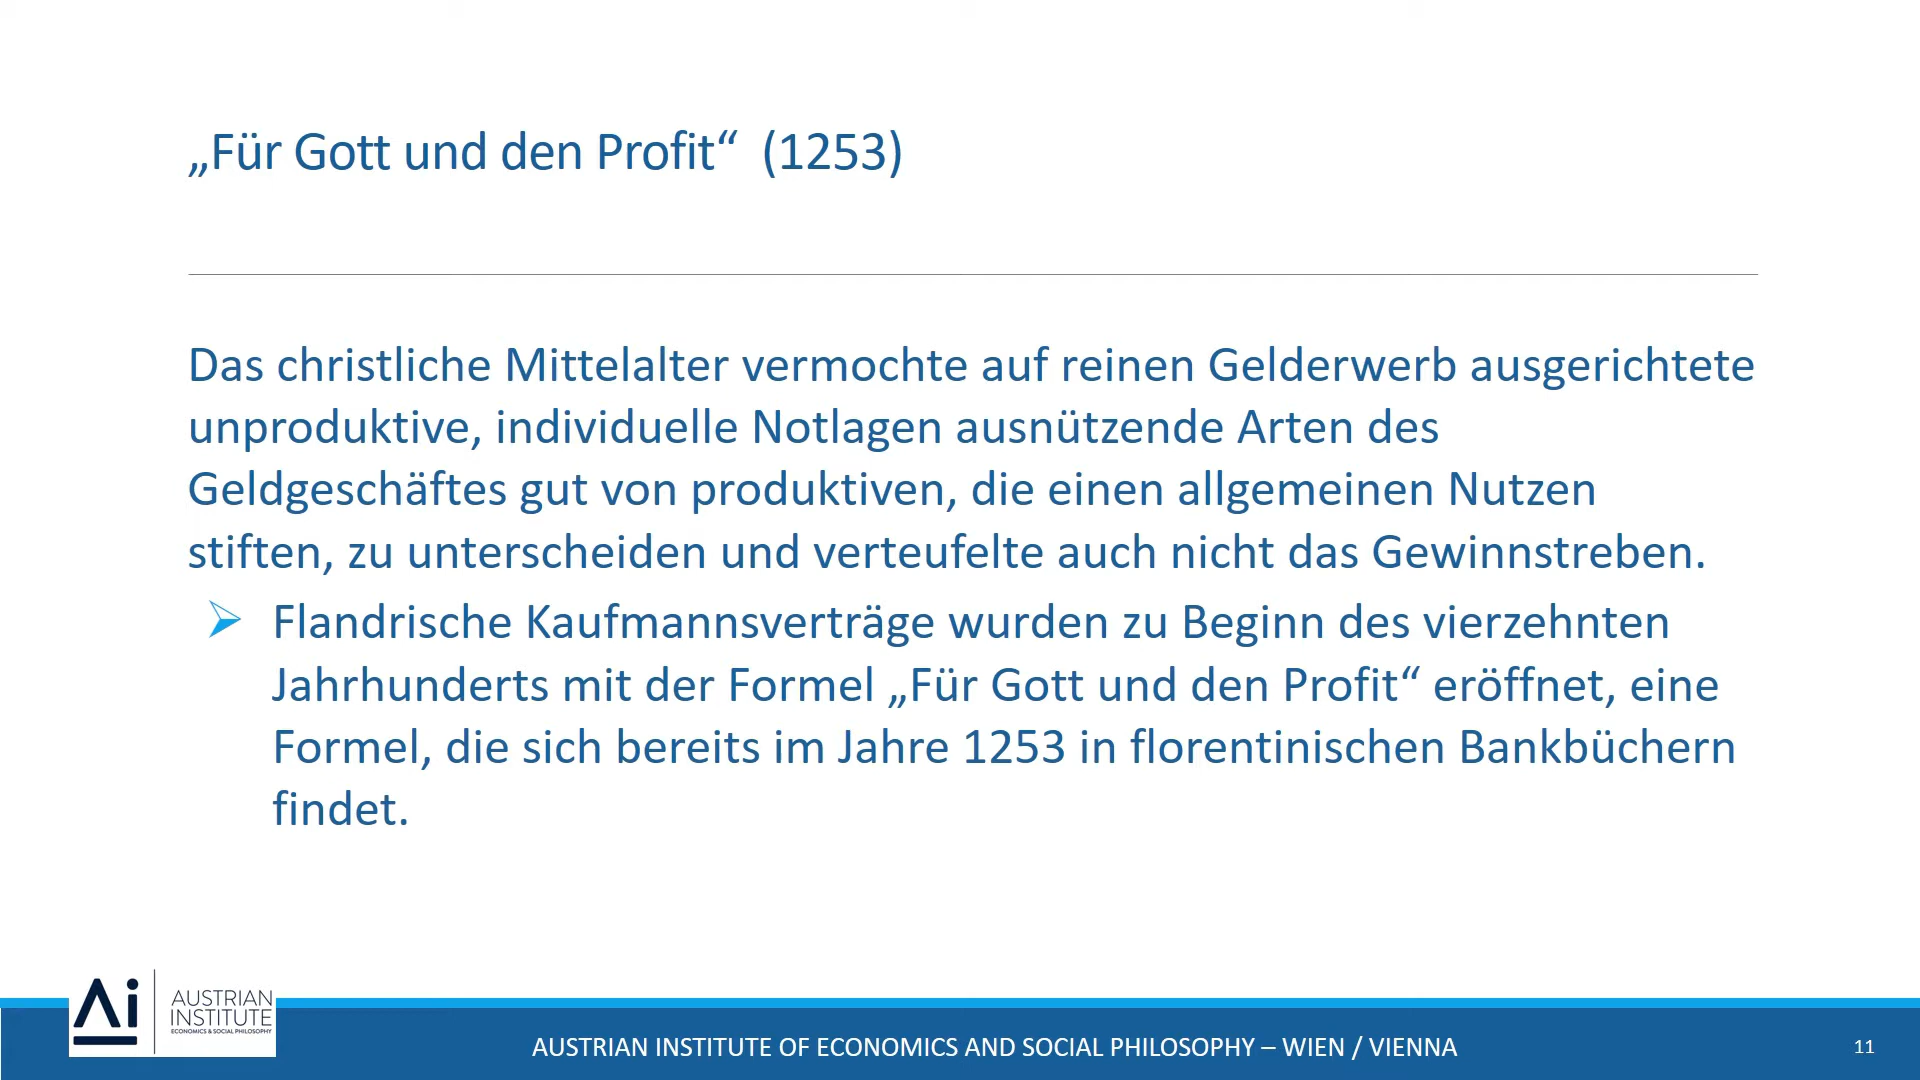 „Für Gott und den Profit“ (1253)
Das christliche Mittelalter vermochte auf reinen Gelderwerb ausgerichtete
unproduktive, individuelle Notlagen ausnützende Arten des
Geldgeschäftes gut von produktiven, die einen allgemeinen Nutzen
stiften, zu unterscheiden und verteufelte auch nicht das Gewinnstreben.
Flandrische Kaufmannsverträge wurden zu Beginn des vierzehnten
Jahrhunderts mit der Formel „Für Gott und den Profit“ eröffnet, eine
Formel, die sich bereits im Jahre 1253 in florentinischen Bankbüchern
findet.
Ai
AUSTRIAN
INSTITUTE
ECONOMICS & SOCIAL PHILOSOPHY
AUSTRIAN INSTITUTE OF ECONOMICS AND SOCIAL PHILOSOPHY – WIEN / VIENNA
11